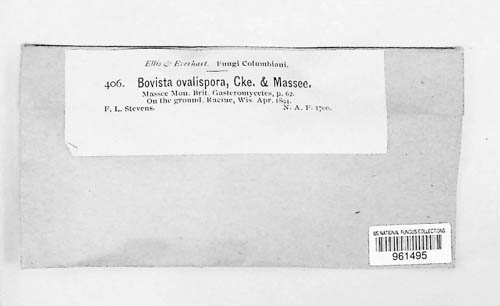 Ellis & Everhart. Fungi Columbiani.
406. Bovista ovalispora, Cke. & Massee,
Massee Mon. Brit. Gasteromycetes, p. 62.
On the ground, Racine, Wis. Apr. 1894.
F. L. Stevens. N. A. F. 1700.
US NATIONAL FUNGUS COLLECTIONS
961495